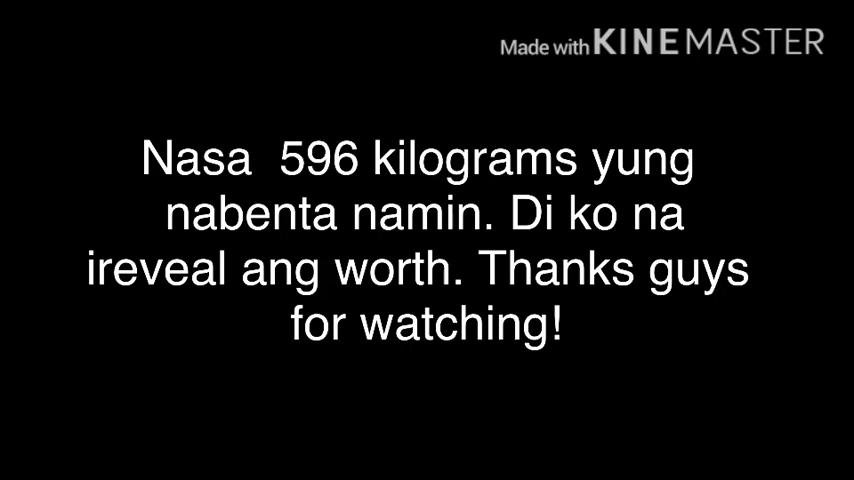 Made with KINEMASTER
Nasa  596 kilograms yung
nabenta namin. Di ko na
ireveal ang worth. Thanks guys
for watching!